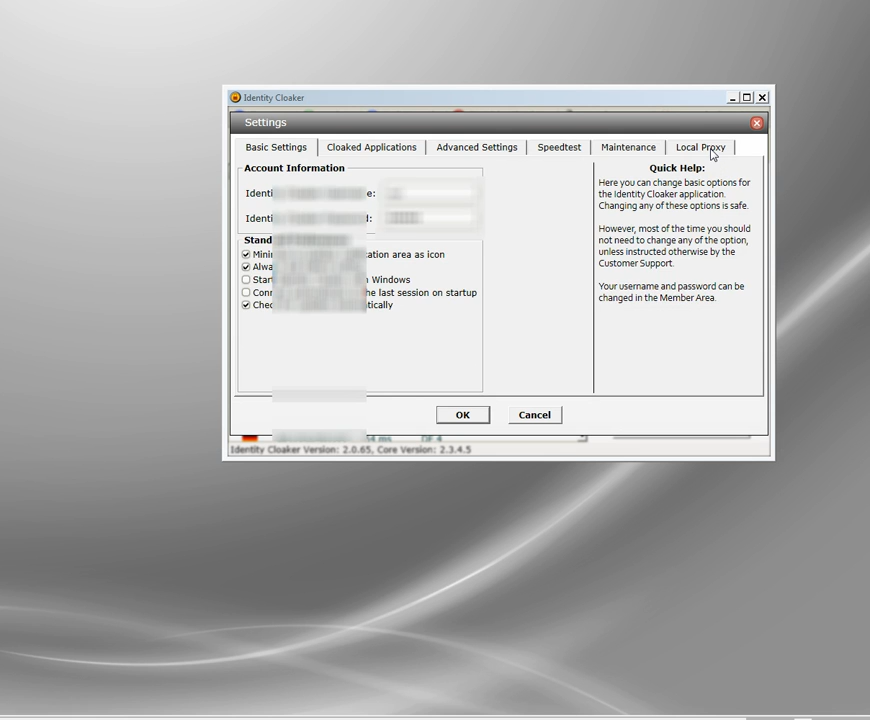 Identity Cloaker
Settings
Basic Settings Cloaked Applications Advanced Settings Speedtest Maintenance Local Proxy
Account Information
Quick Help:
Here you can change basic options for
the Identity Cloaker application.
Changing any of these options is safe.
However, most of the time you should
not need to change any of the option,
unless instructed otherwise by the
Customer Support.
Your username and password can be
changed in the Member Area.
area as icon
Windows
the last session on startup
OK
Cancel
DE 4
Identity Cloaker Version: 2.0.65, Core Version: 2.3.4.5